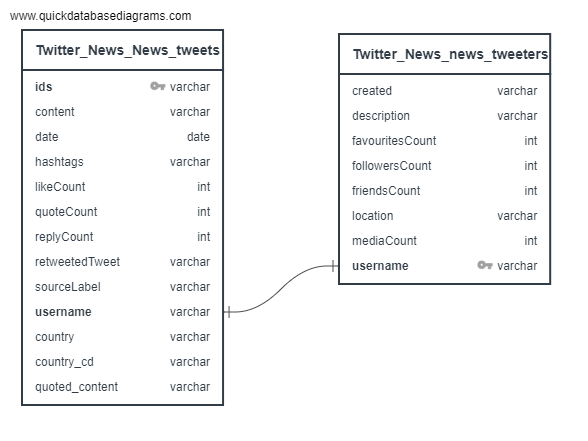 www.quickdatabasediagrams.com
Twitter_News_News_tweets
ids varchar
content varchar
date date
hashtags varchar
likeCount int
quoteCount int
replyCount int
retweetedTweet varchar
sourceLabel varchar
username varchar
country varchar
country_cd varchar
quoted_content varchar
Twitter_News_news_tweeters
created varchar
description varchar
favouritesCount int
followersCount int
friendsCount int
location varchar
mediaCount int
username varchar